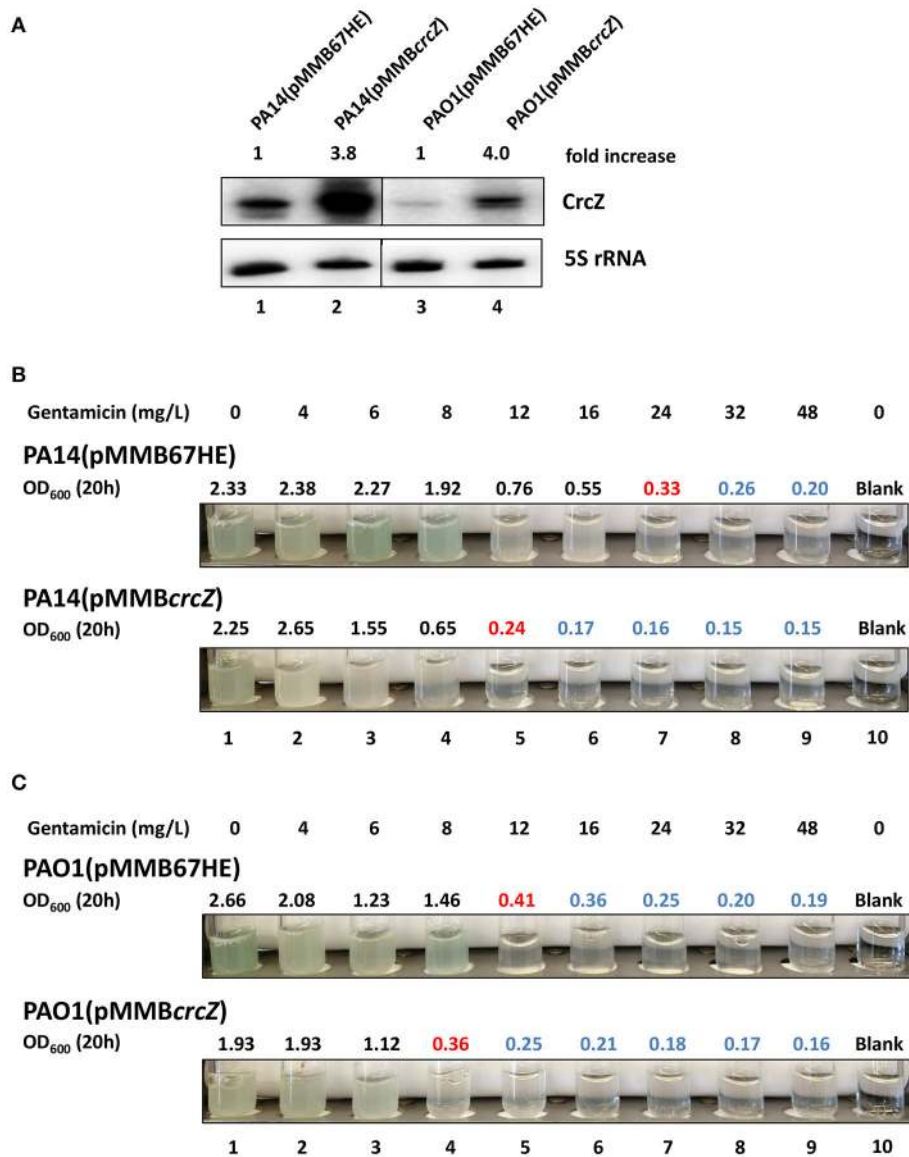 A
PA14(pMMB67HE) PA14(pMMBcrcZ) PAO1(pMMB67HE) PAO1(pMMBcrcZ)
1 3.8 1 4.0 fold increase
CrcZ
5S rRNA
1 2 3 4
B
Gentamicin (mg/L) 0 4 6 8 12 16 24 32 48 0
PA14(pMMB67HE)
OD600 (20h) 2.33 2.38 2.27 1.92 0.76 0.55 0.33 0.26 0.20 Blank
PA14(pMMBcrcZ)
OD600 (20h) 2.25 2.65 1.55 0.65 0.24 0.17 0.16 0.15 0.15 Blank
1 2 3 4 5 6 7 8 9 10
C
Gentamicin (mg/L) 0 4 6 8 12 16 24 32 48 0
PAO1(pMMB67HE)
OD600 (20h) 2.66 2.08 1.23 1.46 0.41 0.36 0.25 0.20 0.19 Blank
PAO1(pMMBcrcZ)
OD600 (20h) 1.93 1.93 1.12 0.36 0.25 0.21 0.18 0.17 0.16 Blank
1 2 3 4 5 6 7 8 9 10